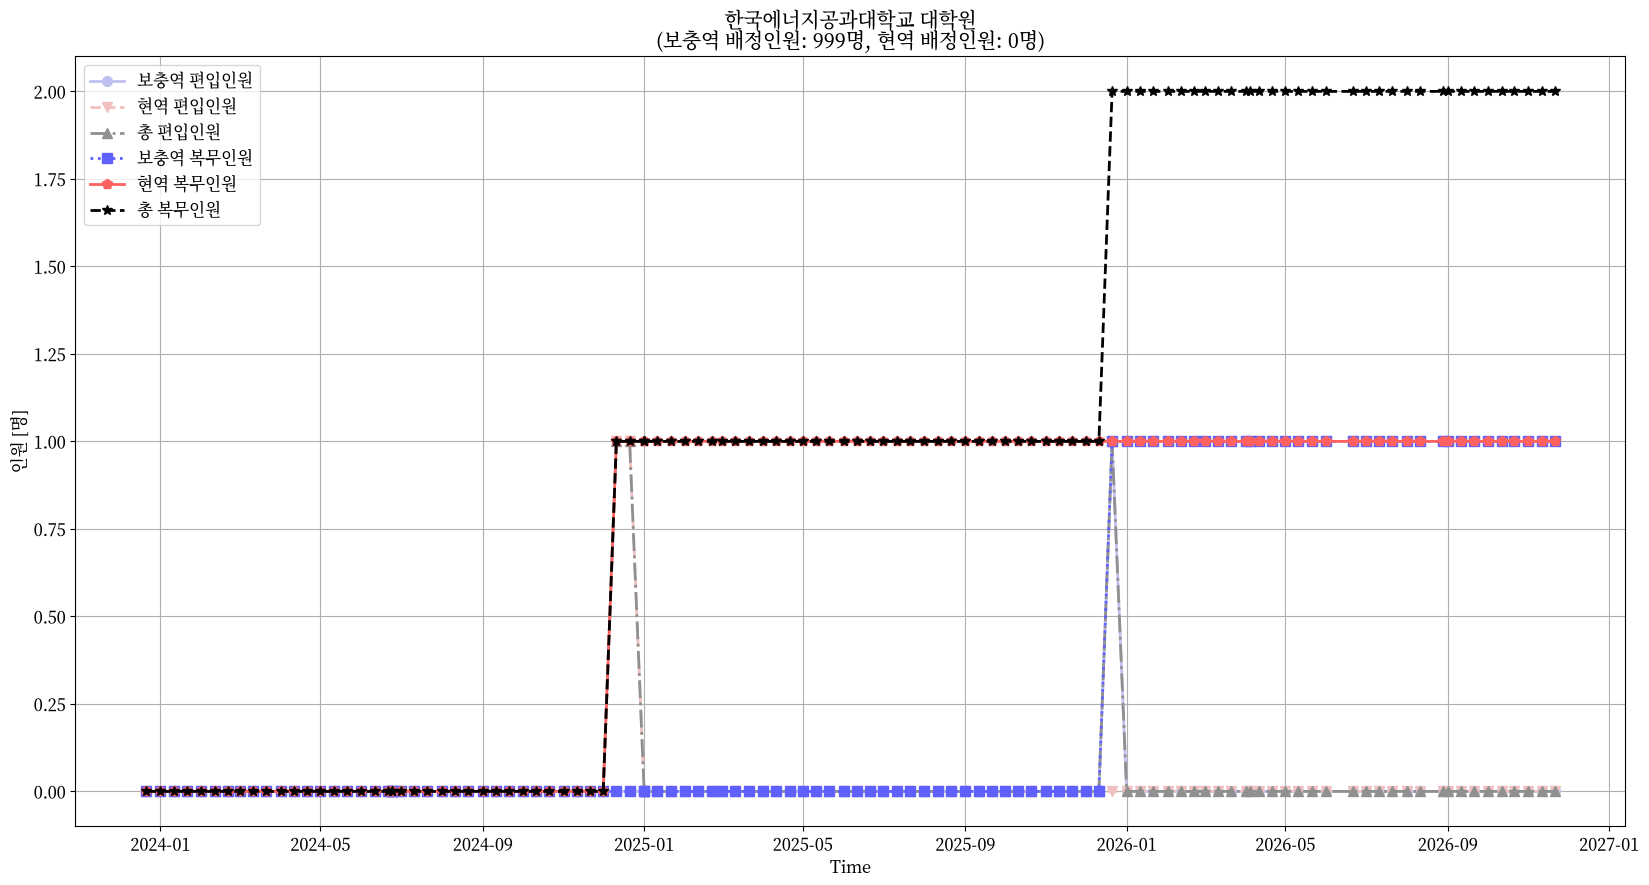 한국에너지공과대학교 대학원
(보충역 배정인원: 999명, 현역 배정인원: 0명)
보충역 편입인원
현역 편입인원
총 편입인원
보충역 복무인원
현역 복무인원
총 복무인원
2.00
1.75
1.50
1.25
1.00
0.75
0.50
0.25
0.00
인원 [명]
2024-01
2024-05
2024-09
2025-01
2025-05
2025-09
2026-01
2026-05
2026-09
2027-01
Time